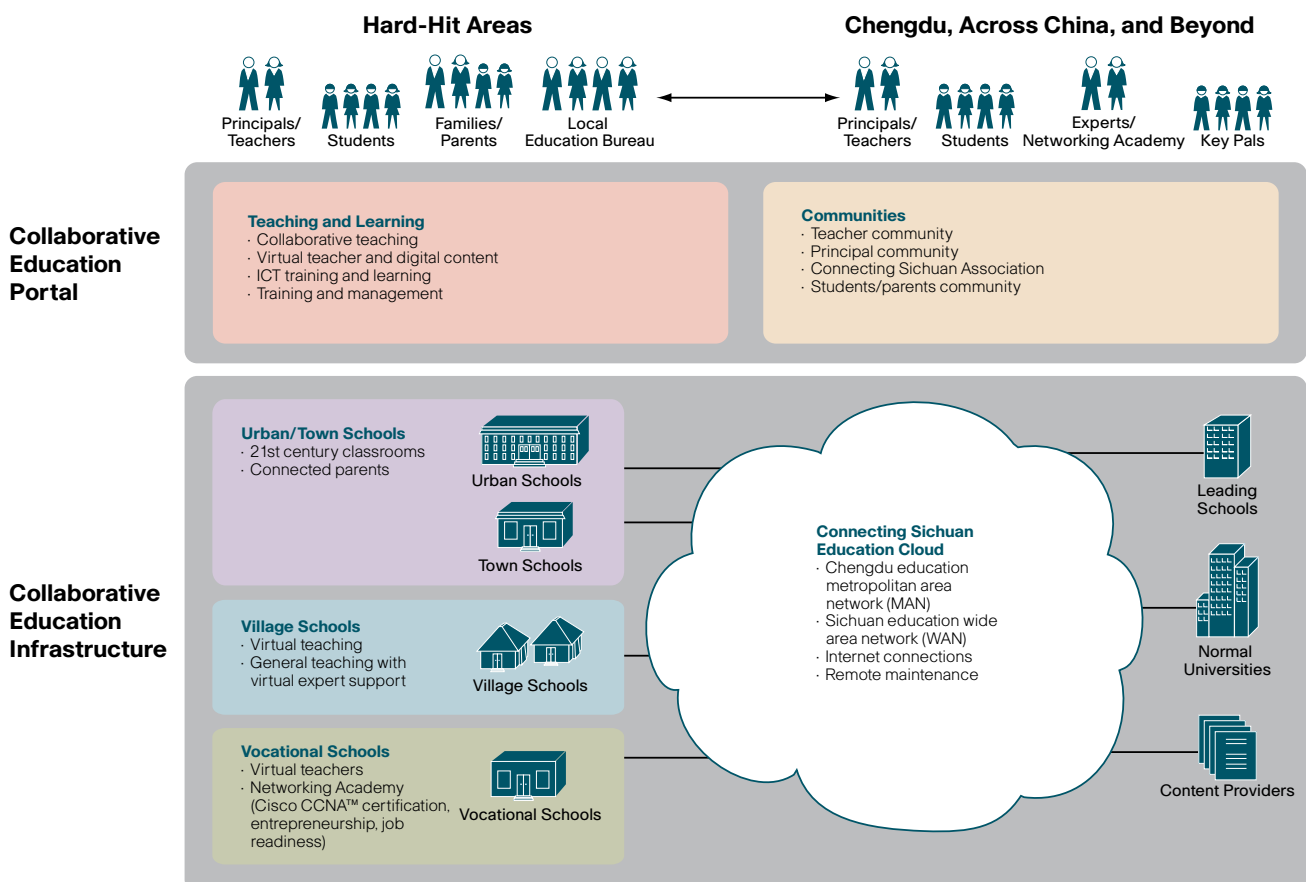 Hard-Hit Areas
Chengdu, Across China, and Beyond
Principals/
Teachers
Students
Families/
Parents
Local
Education Bureau
Principals/
Teachers
Students
Experts/
Networking Academy
Key Pals
Collaborative
Education
Portal
Teaching and Learning
· Collaborative teaching
· Virtual teacher and digital content
· ICT training and learning
· Training and management
Communities
· Teacher community
· Principal community
· Connecting Sichuan Association
· Students/parents community
Collaborative
Education
Infrastructure
Urban/Town Schools
· 21st century classrooms
· Connected parents
Urban Schools
Town Schools
Village Schools
· Virtual teaching
· General teaching with
virtual expert support
Village Schools
Vocational Schools
· Virtual teachers
· Networking Academy
(Cisco CCNA™ certification,
entrepreneurship, job
readiness)
Vocational Schools
Connecting Sichuan
Education Cloud
· Chengdu education
metropolitan area
network (MAN)
· Sichuan education wide
area network (WAN)
· Internet connections
· Remote maintenance
Leading
Schools
Normal
Universities
Content Providers